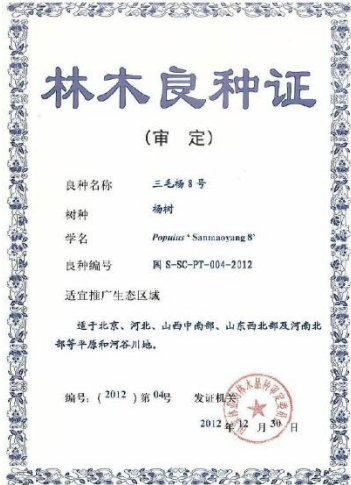 林木良种证
（审 定）
良种名称 三毛杨8号
树种 杨树
学名 Populus ‘Sanmaoyang 8’
良种编号 国 S-SC-PT-004-2012
适宜推广生态区域
适于北京、河北、山西中南部、山东西北部及河南北
部等平原和河谷川地。
编号：（2012）第 04号 发证机关
2012 年 12 月 30 日